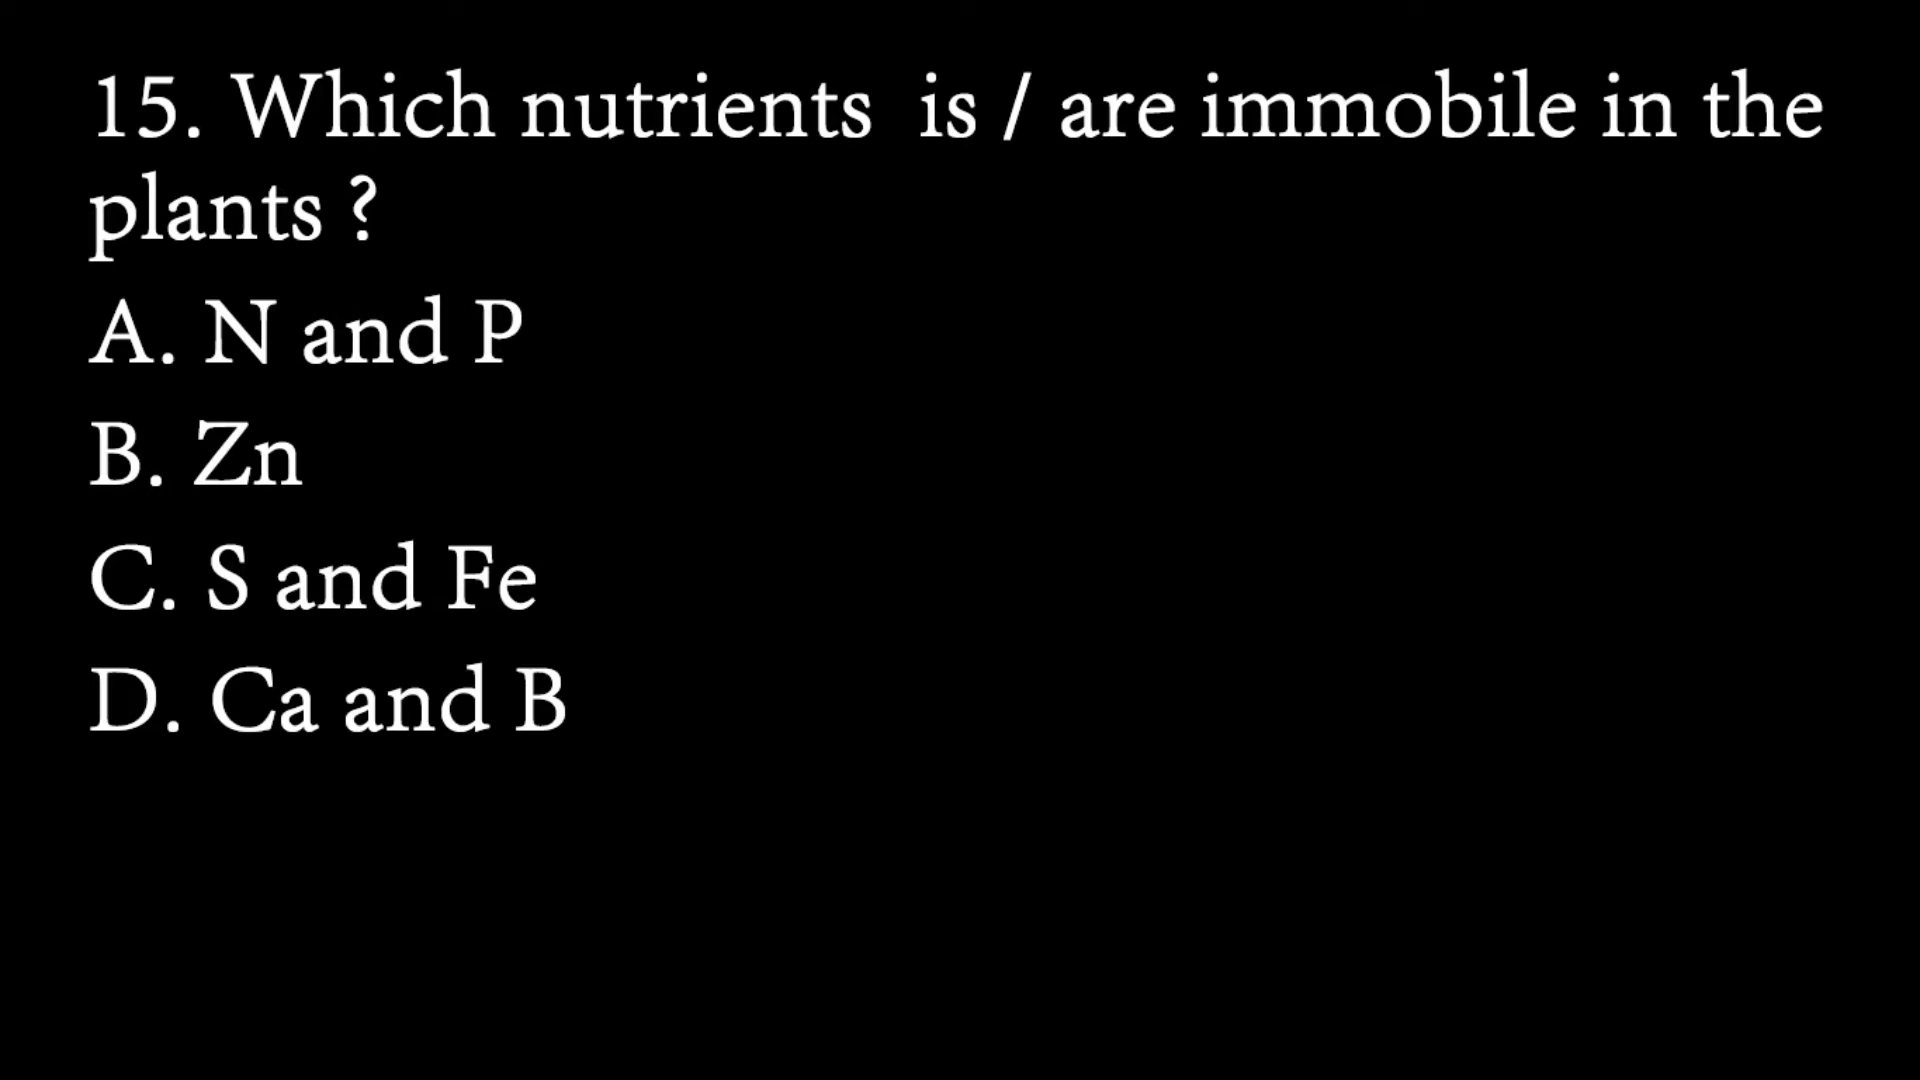 15. Which nutrients  is / are immobile in the
plants ?
A. N and P
B. Zn
C. S and Fe
D. Ca and B